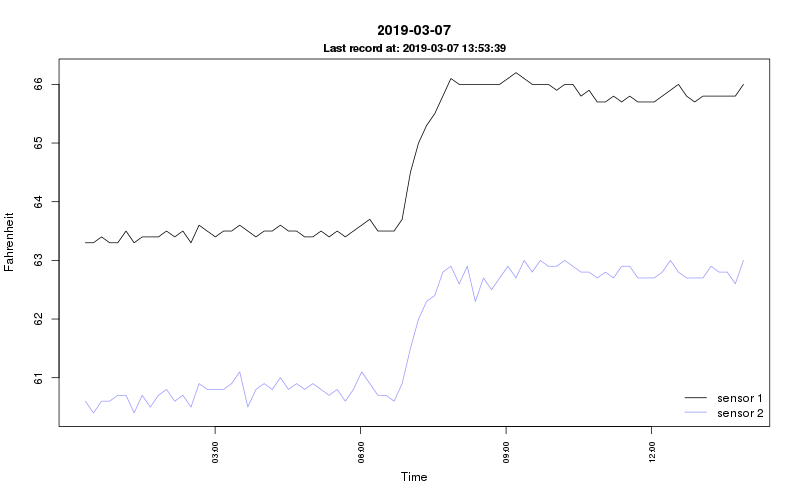 2019-03-07
Last record at: 2019-03-07 13:53:39
Fahrenheit
66
65
64
63
62
61
sensor 1
sensor 2
03:00
06:00
09:00
12:00
Time